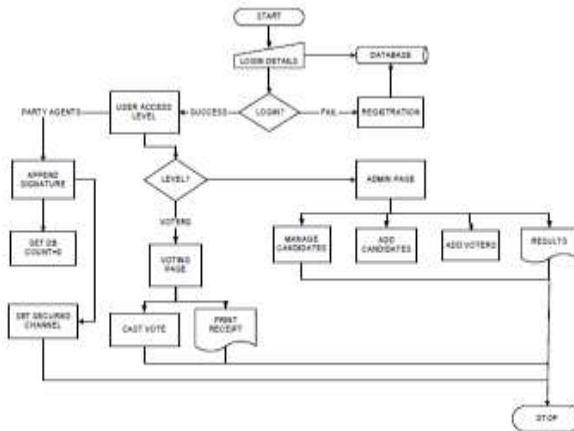 START
LOGIN DETAILS
DATABASE
PARTY AGENTS
USER ACCESS
LEVEL
SUCCESS
LOGIN?
FAIL
REGISTRATION
APPEND
SIGNATURE
LEVEL?
ADMIN PAGE
VOTERS
SET DB
COUNT=0
VOTING
PAGE
MANAGE
CANDIDATES
ADD
CANDIDATES
ADD VOTERS
RESULTS
SET SECURED
CHANNEL
CAST VOTE
PRINT
RECEIPT
STOP